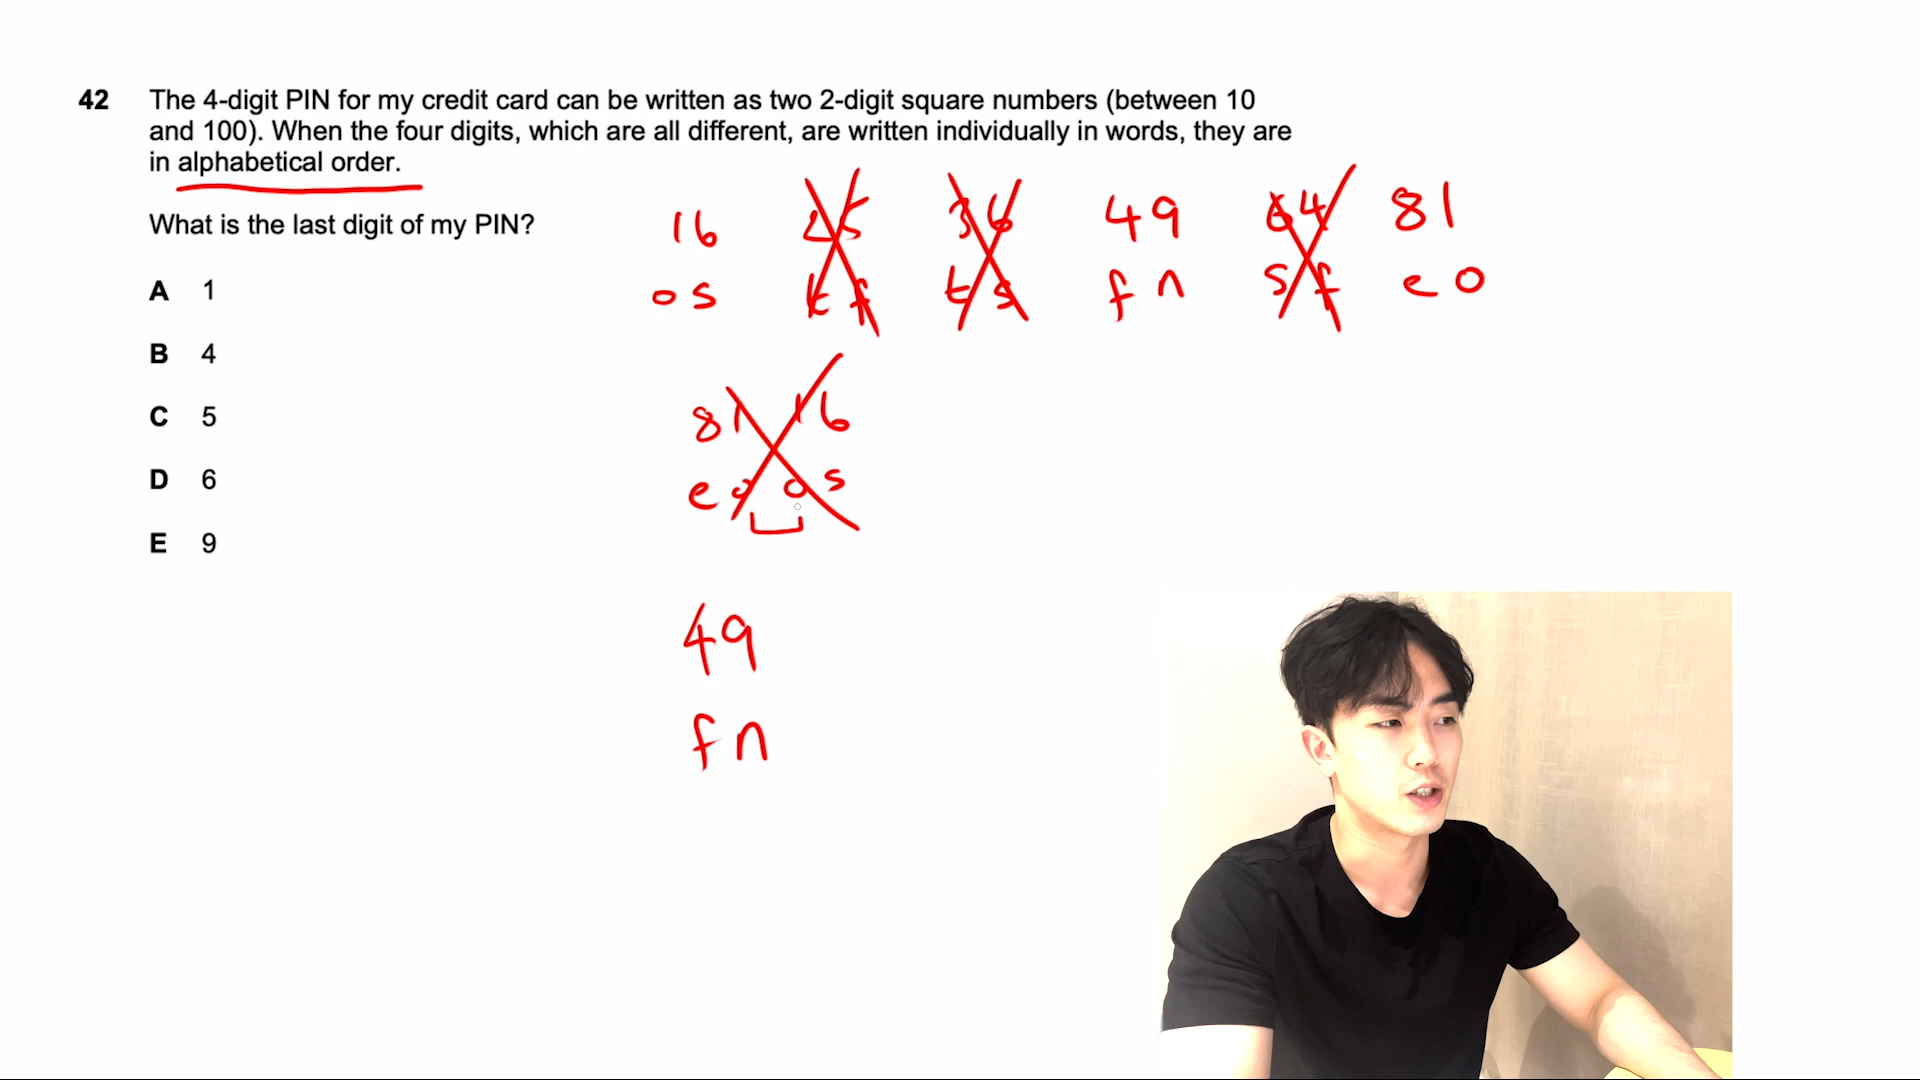 42 The 4-digit PIN for my credit card can be written as two 2-digit square numbers (between 10
and 100). When the four digits, which are all different, are written individually in words, they are
in alphabetical order.
What is the last digit of my PIN?
16 25 36 49 64 81
o s t f t s f n s f e o
A 1
B 4
C 5
D 6
E 9
81 16
e o o s
49
f n